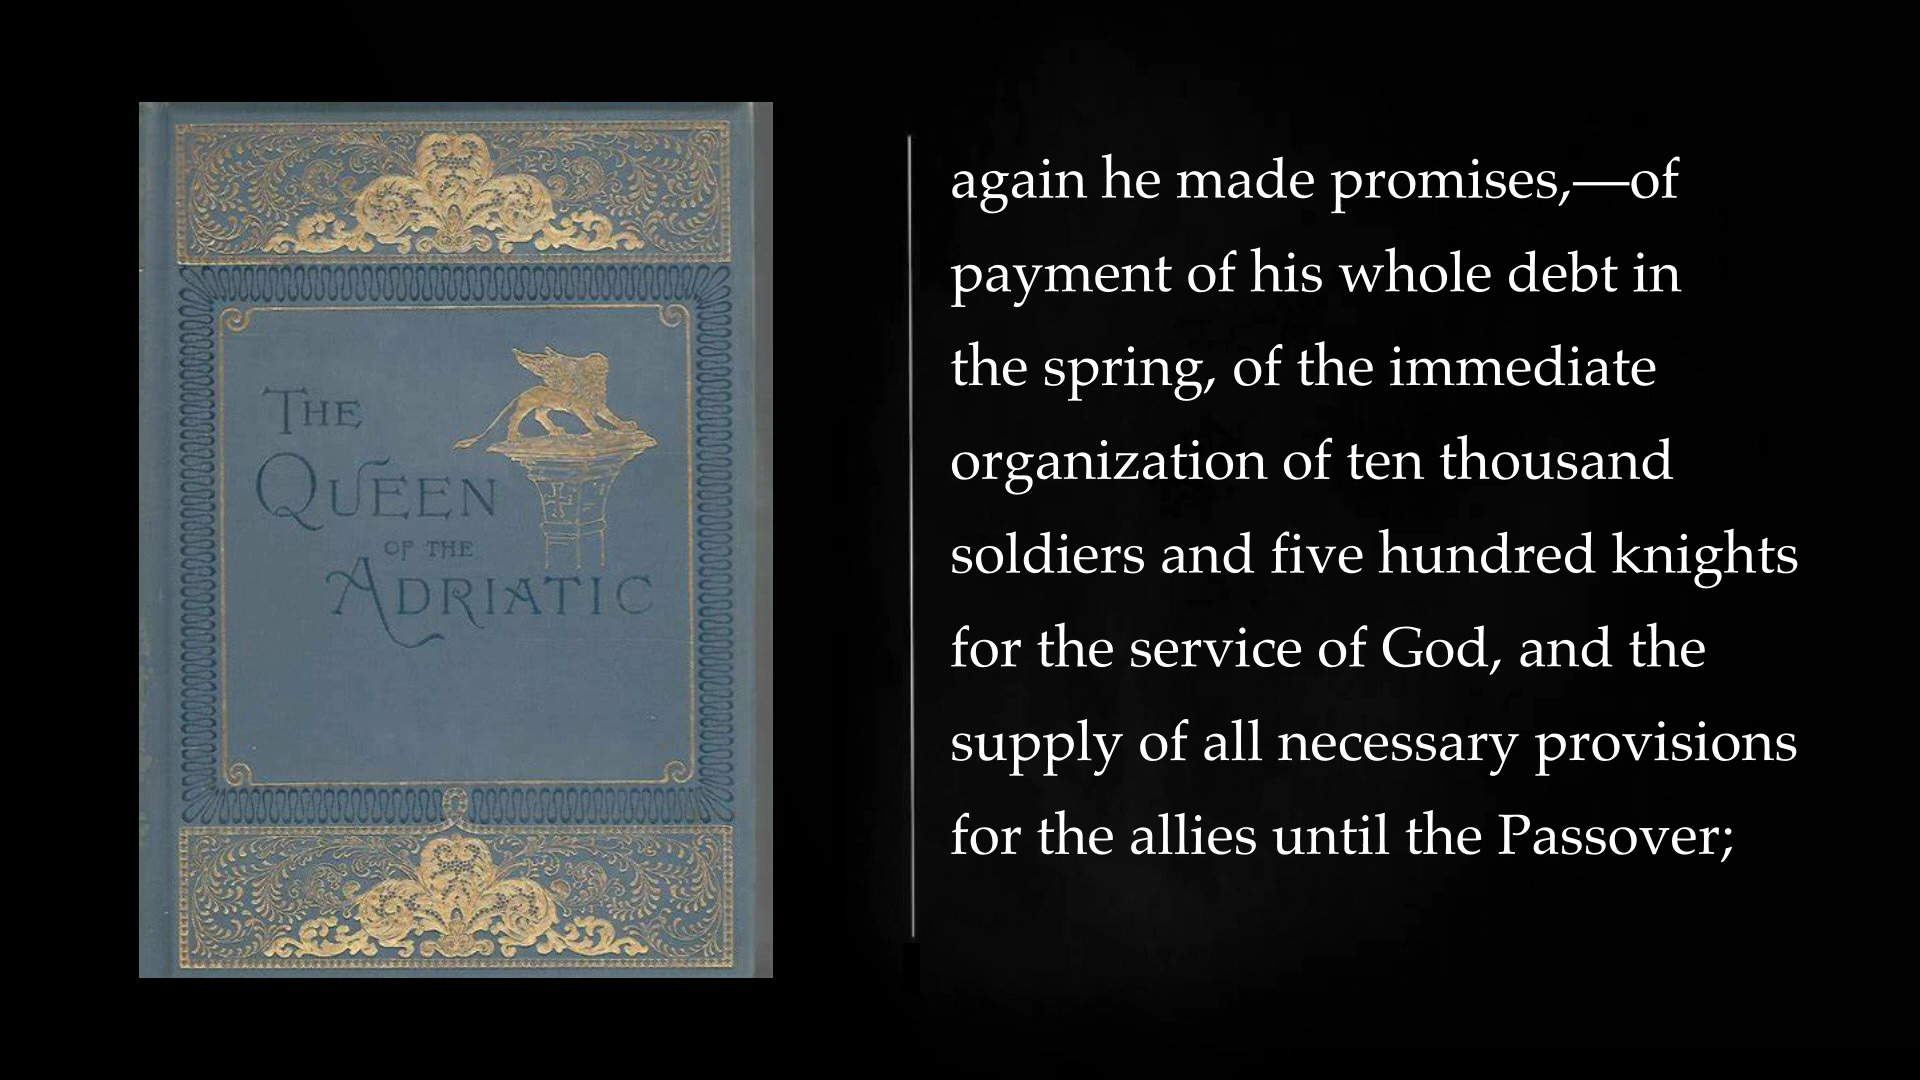 THE
QUEEN
OF THE
ADRIATIC
again he made promises,—of
payment of his whole debt in
the spring, of the immediate
organization of ten thousand
soldiers and five hundred knights
for the service of God, and the
supply of all necessary provisions
for the allies until the Passover;